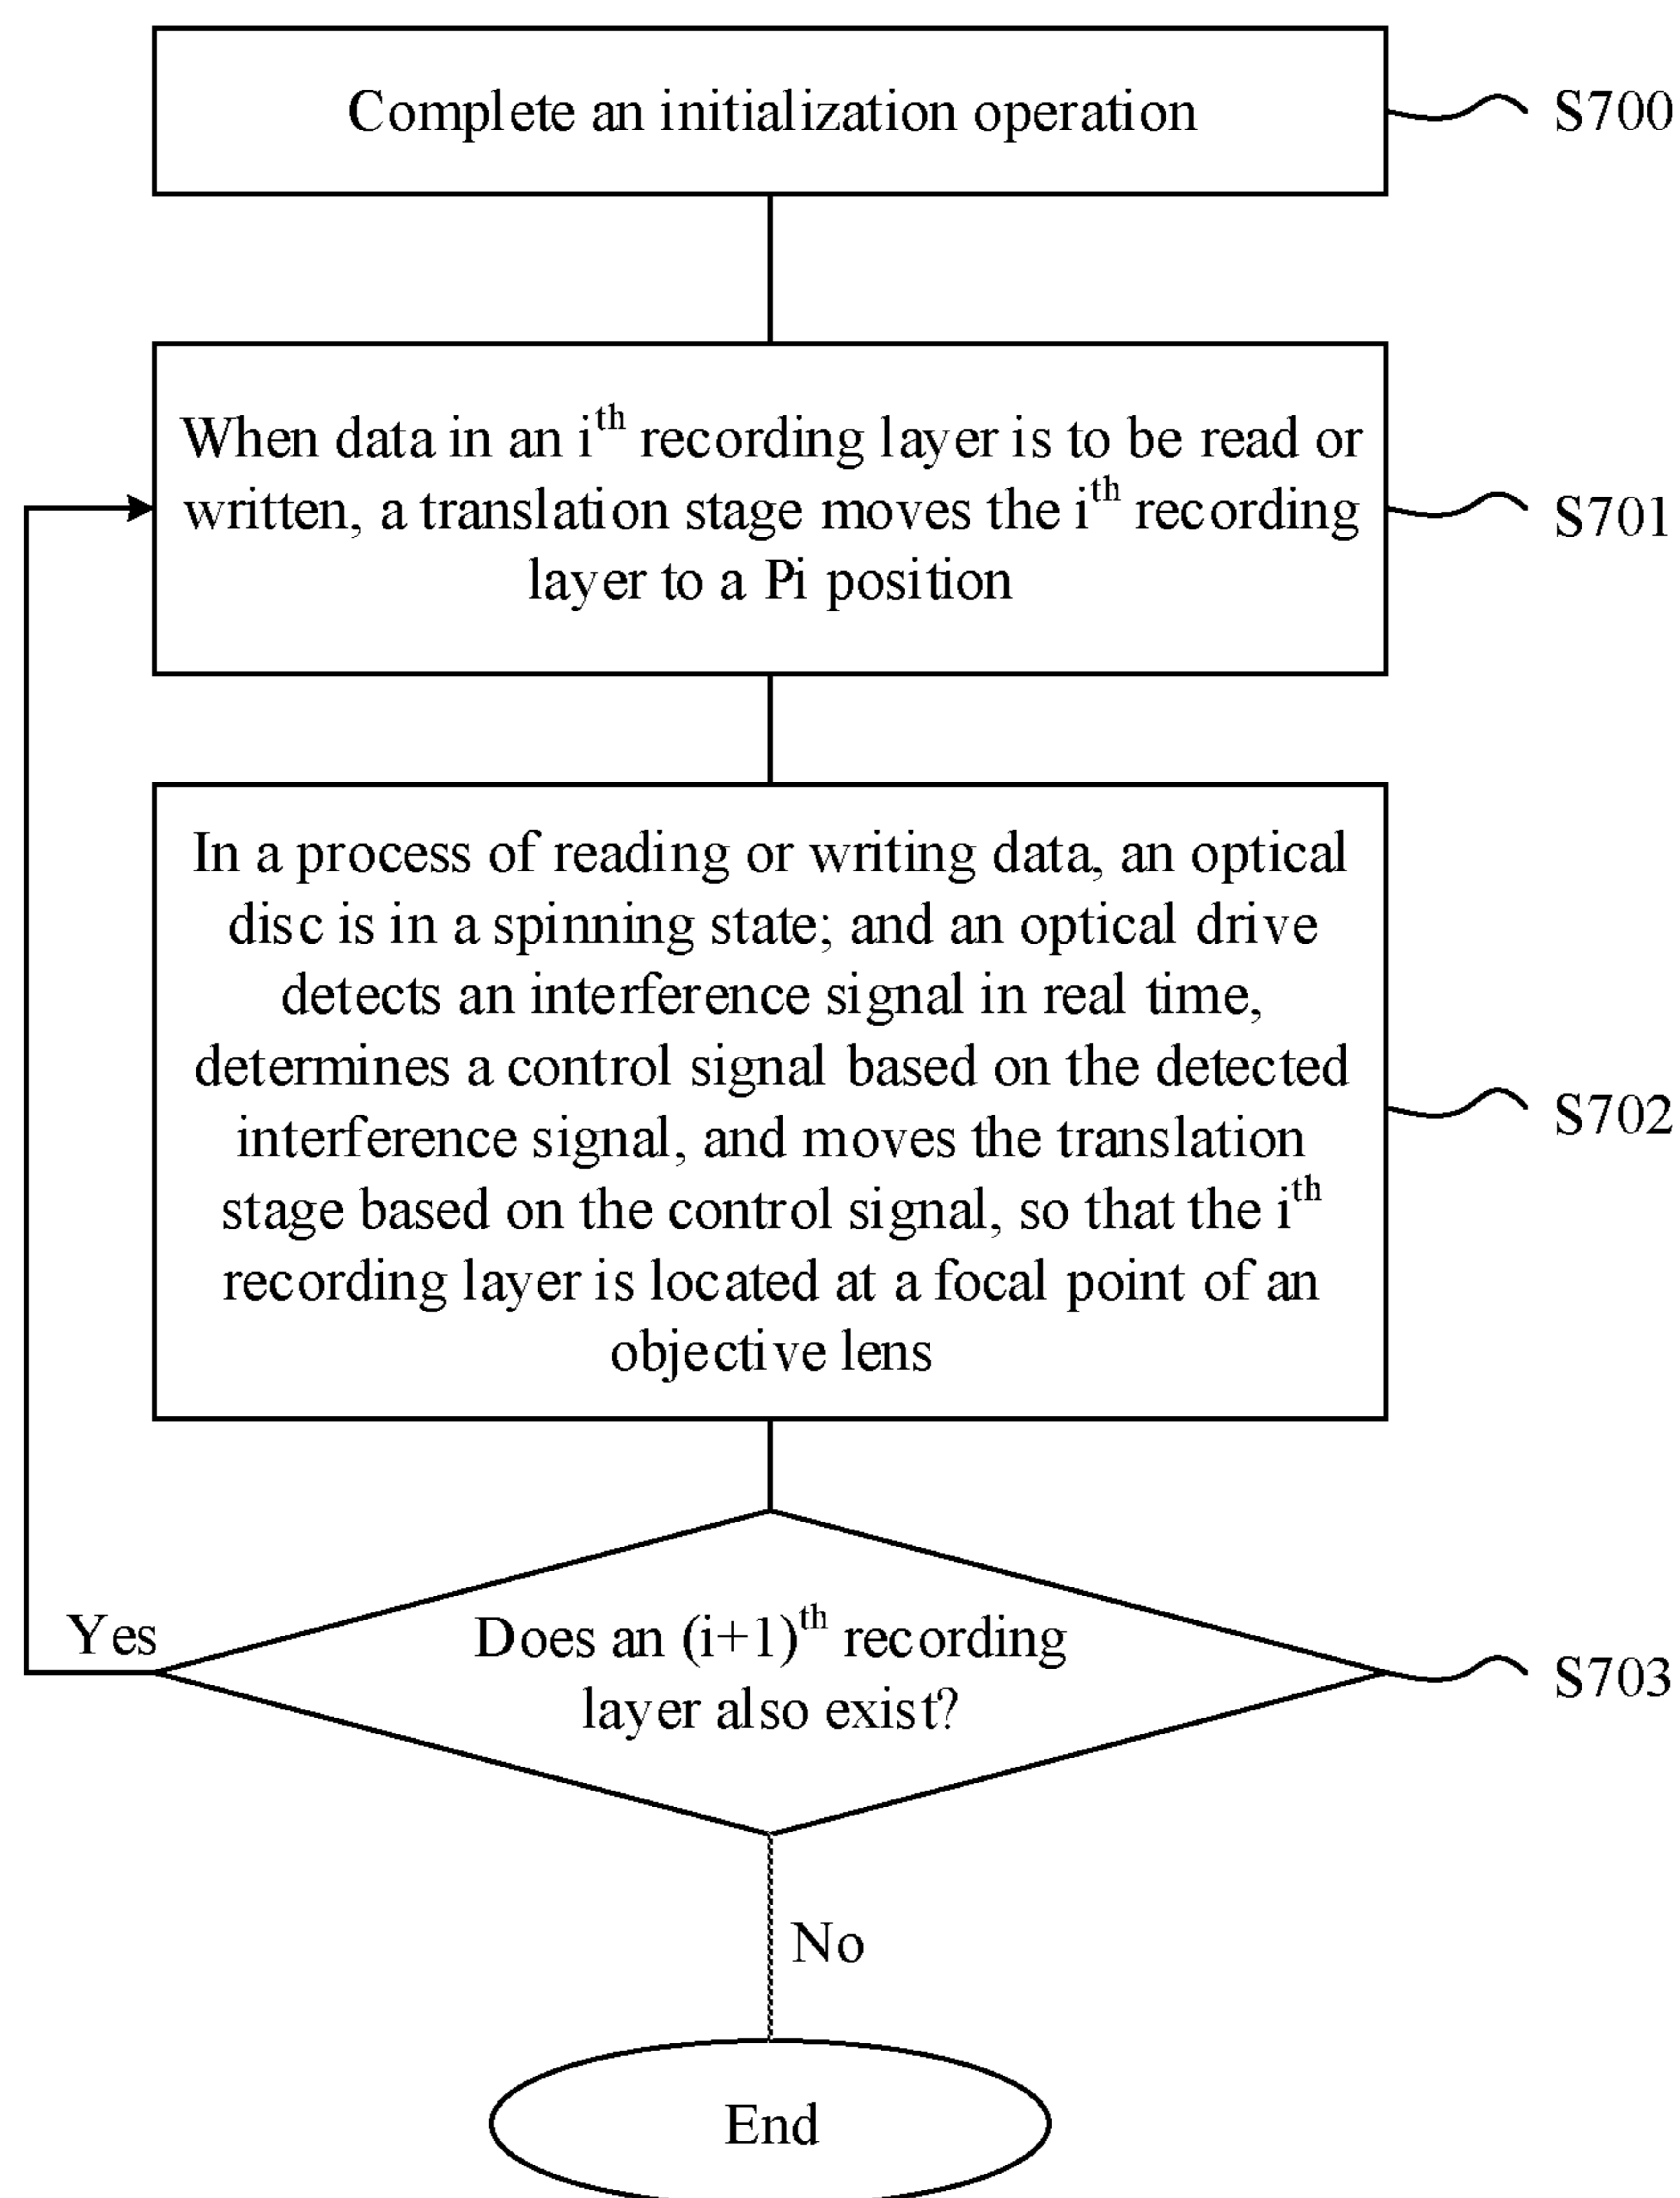 Complete an initialization operation
S700
When data in an iᵗʰ recording layer is to be read or
written, a translation stage moves the iᵗʰ recording
layer to a Pi position
S701
In a process of reading or writing data, an optical
disc is in a spinning state; and an optical drive
detects an interference signal in real time,
determines a control signal based on the detected
interference signal, and moves the translation
stage based on the control signal, so that the iᵗʰ
recording layer is located at a focal point of an
objective lens
S702
Yes
Does an (i+1)ᵗʰ recording
layer also exist?
S703
No
End